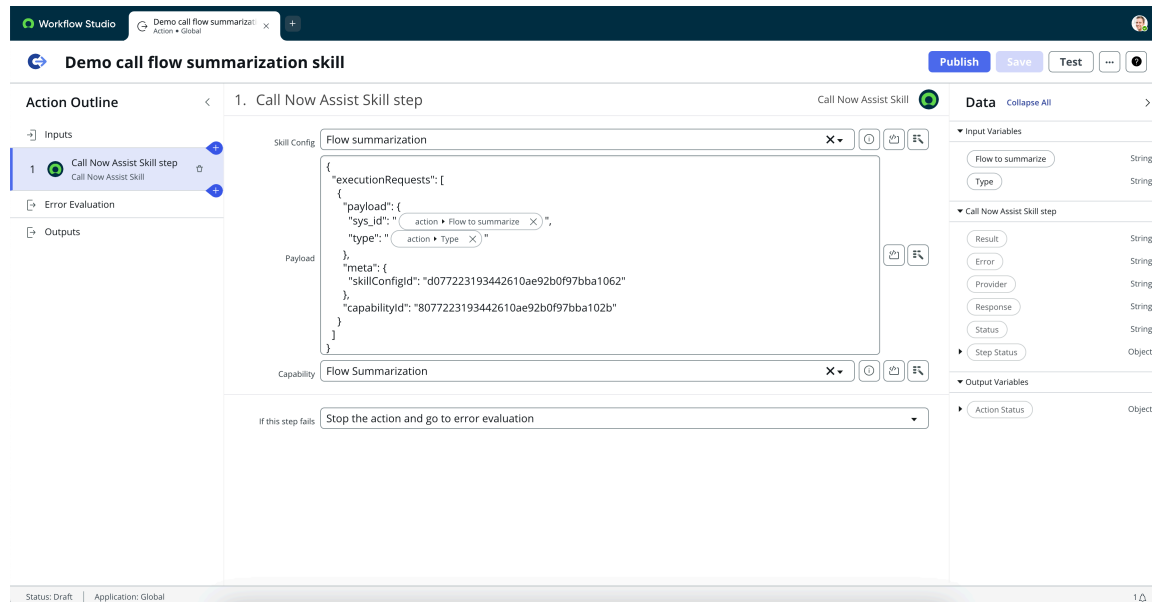 Workflow Studio
Demo call flow summarizati
Action • Global
Demo call flow summarization skill
Publish
Save
Test
Action Outline
Inputs
1
Call Now Assist Skill step
Call Now Assist Skill
Error Evaluation
Outputs
1. Call Now Assist Skill step
Call Now Assist Skill
Skill Config
Flow summarization
Payload
{
"executionRequests": [
{
"payload": {
"sys_id": " action ▸ Flow to summarize ",
"type": " action ▸ Type "
},
"meta": {
"skillConfigId": "d077223193442610ae92b0f97bba1062"
},
"capabilityId": "8077223193442610ae92b0f97bba102b"
}
]
}
Capability
Flow Summarization
If this step fails
Stop the action and go to error evaluation
Data Collapse All
Input Variables
Flow to summarize String
Type String
Call Now Assist Skill step
Result String
Error String
Provider String
Response String
Status String
Step Status Object
Output Variables
Action Status Object
Status: Draft
Application: Global
1